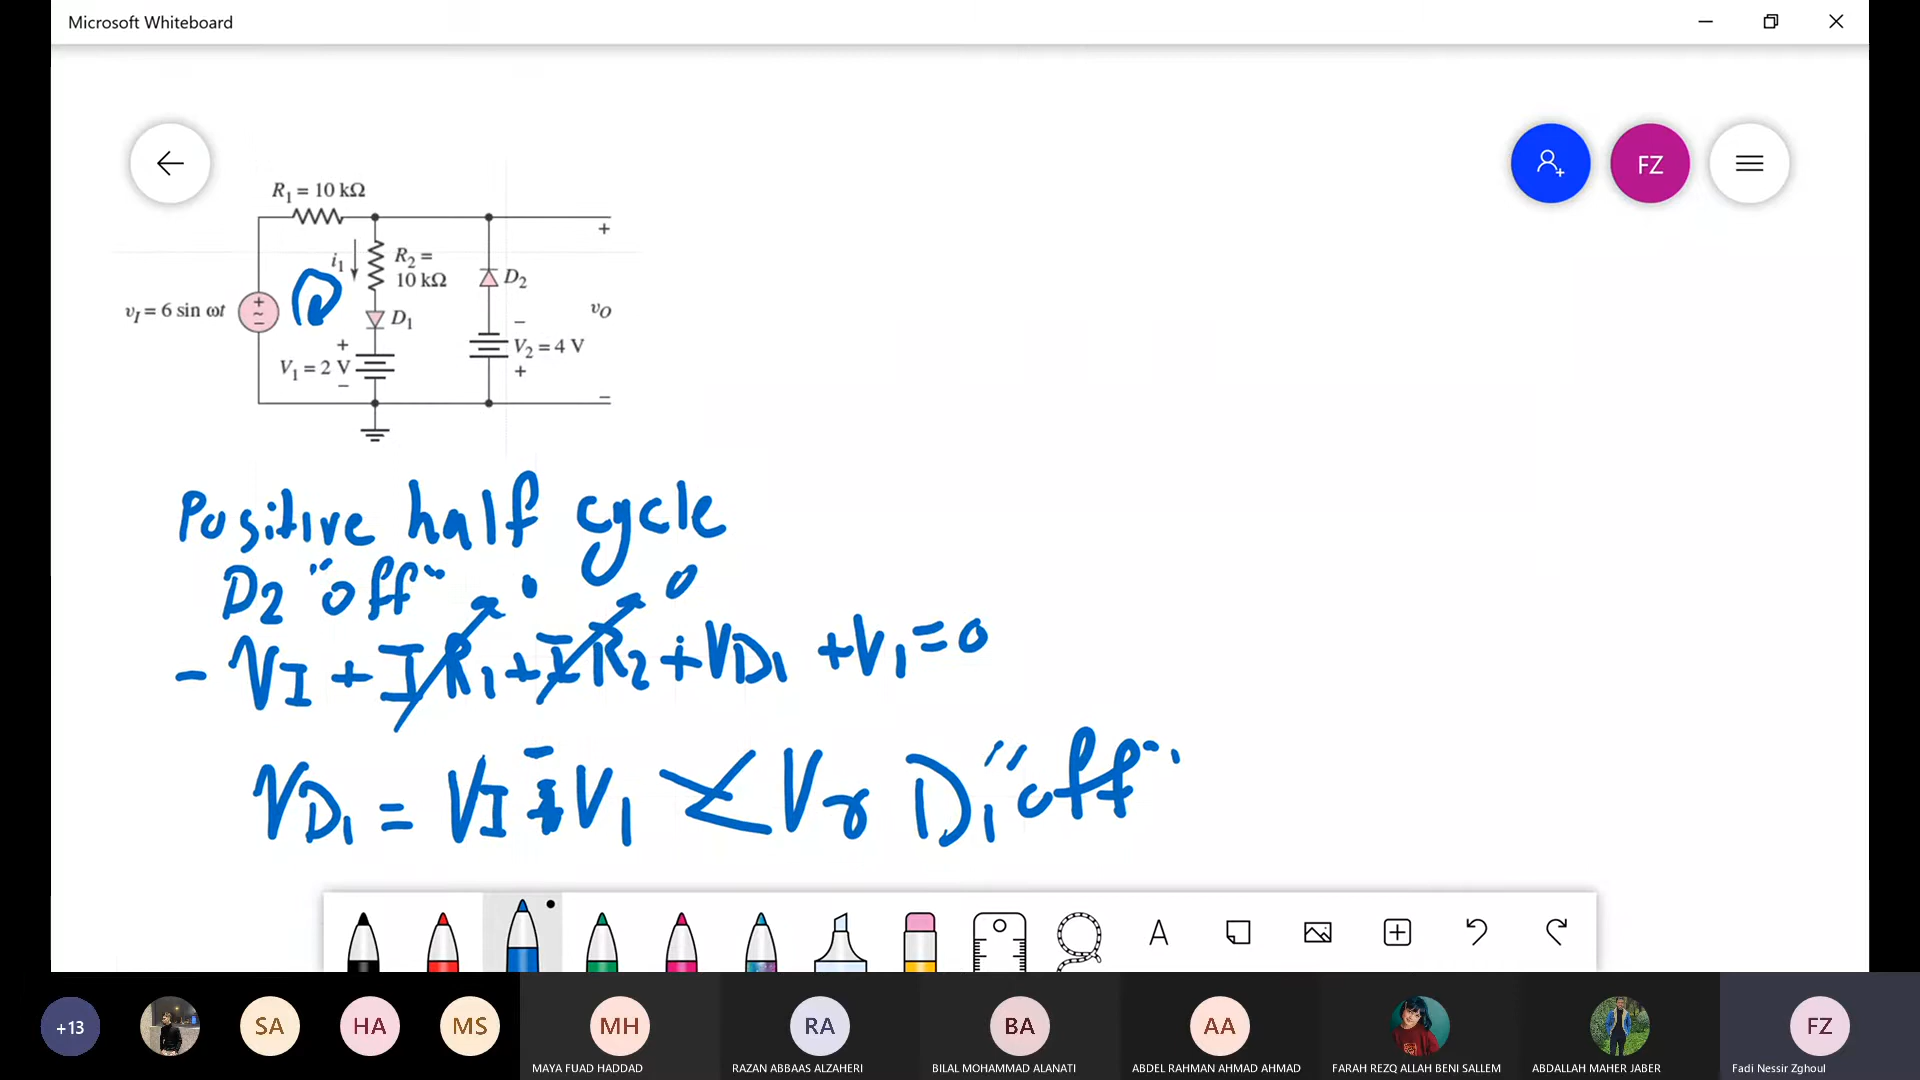 Microsoft Whiteboard
FZ
R1 = 10 kΩ
+
i1
R2 =
10 kΩ
D2
vI = 6 sin ωt
+
~
−
D1
vO
−
+
V2 = 4 V
V1 = 2 V
−
+
−
Positive half cycle
D2 "off"
0 0
- VI + IR1 + IR2 + VD1 + V1 = 0
VD1 = VI - V1 < Vγ D1 "off"
A
+13
SA
HA
MS
MH
MAYA FUAD HADDAD
RA
RAZAN ABBAAS ALZAHERI
BA
BILAL MOHAMMAD ALANATI
AA
ABDEL RAHMAN AHMAD AHMAD
FARAH REZQ ALLAH BENI SALLEM
ABDALLAH MAHER JABER
FZ
Fadi Nessir Zghoul